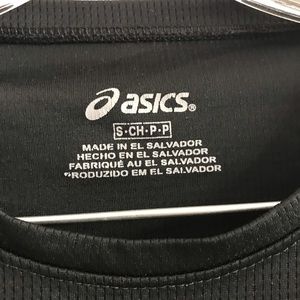 asics®
S·CH·P·P
MADE IN EL SALVADOR
HECHO EN EL SALVADOR
FABRIQUÉ AU EL SALVADOR
PRODUZIDO EM EL SALVADOR